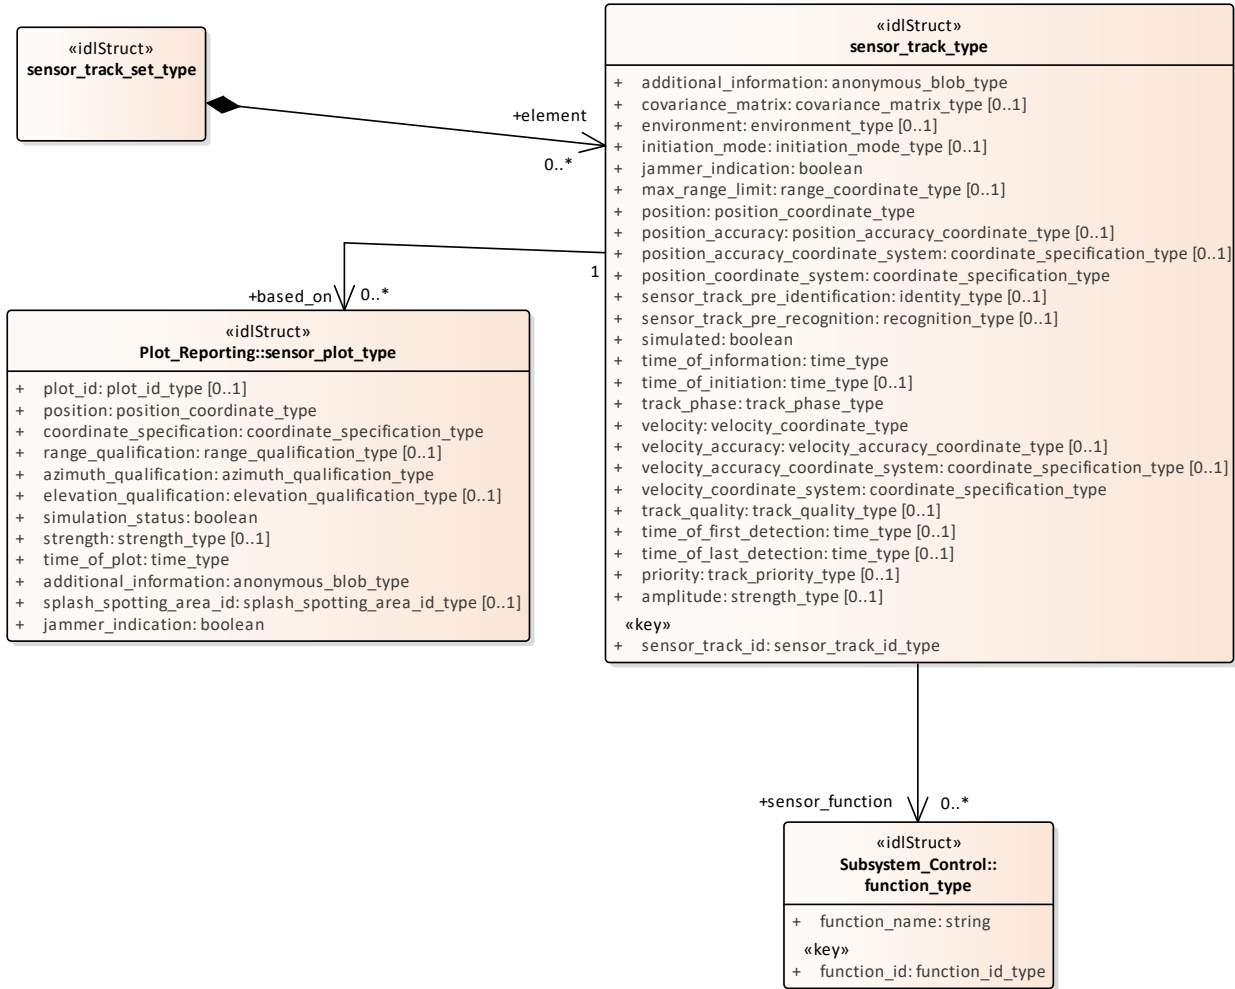 «idlStruct»
sensor_track_set_type
+element
0..*
«idlStruct»
sensor_track_type
+ additional_information: anonymous_blob_type
+ covariance_matrix: covariance_matrix_type [0..1]
+ environment: environment_type [0..1]
+ initiation_mode: initiation_mode_type [0..1]
+ jammer_indication: boolean
+ max_range_limit: range_coordinate_type [0..1]
+ position: position_coordinate_type
+ position_accuracy: position_accuracy_coordinate_type [0..1]
+ position_accuracy_coordinate_system: coordinate_specification_type [0..1]
+ position_coordinate_system: coordinate_specification_type
+ sensor_track_pre_identification: identity_type [0..1]
+ sensor_track_pre_recognition: recognition_type [0..1]
+ simulated: boolean
+ time_of_information: time_type
+ time_of_initiation: time_type [0..1]
+ track_phase: track_phase_type
+ velocity: velocity_coordinate_type
+ velocity_accuracy: velocity_accuracy_coordinate_type [0..1]
+ velocity_accuracy_coordinate_system: coordinate_specification_type [0..1]
+ velocity_coordinate_system: coordinate_specification_type
+ track_quality: track_quality_type [0..1]
+ time_of_first_detection: time_type [0..1]
+ time_of_last_detection: time_type [0..1]
+ priority: track_priority_type [0..1]
+ amplitude: strength_type [0..1]
«key»
+ sensor_track_id: sensor_track_id_type
1
+based_on
0..*
«idlStruct»
Plot_Reporting::sensor_plot_type
+ plot_id: plot_id_type [0..1]
+ position: position_coordinate_type
+ coordinate_specification: coordinate_specification_type
+ range_qualification: range_qualification_type [0..1]
+ azimuth_qualification: azimuth_qualification_type
+ elevation_qualification: elevation_qualification_type [0..1]
+ simulation_status: boolean
+ strength: strength_type [0..1]
+ time_of_plot: time_type
+ additional_information: anonymous_blob_type
+ splash_spotting_area_id: splash_spotting_area_id_type [0..1]
+ jammer_indication: boolean
+sensor_function
0..*
«idlStruct»
Subsystem_Control::
function_type
+ function_name: string
«key»
+ function_id: function_id_type